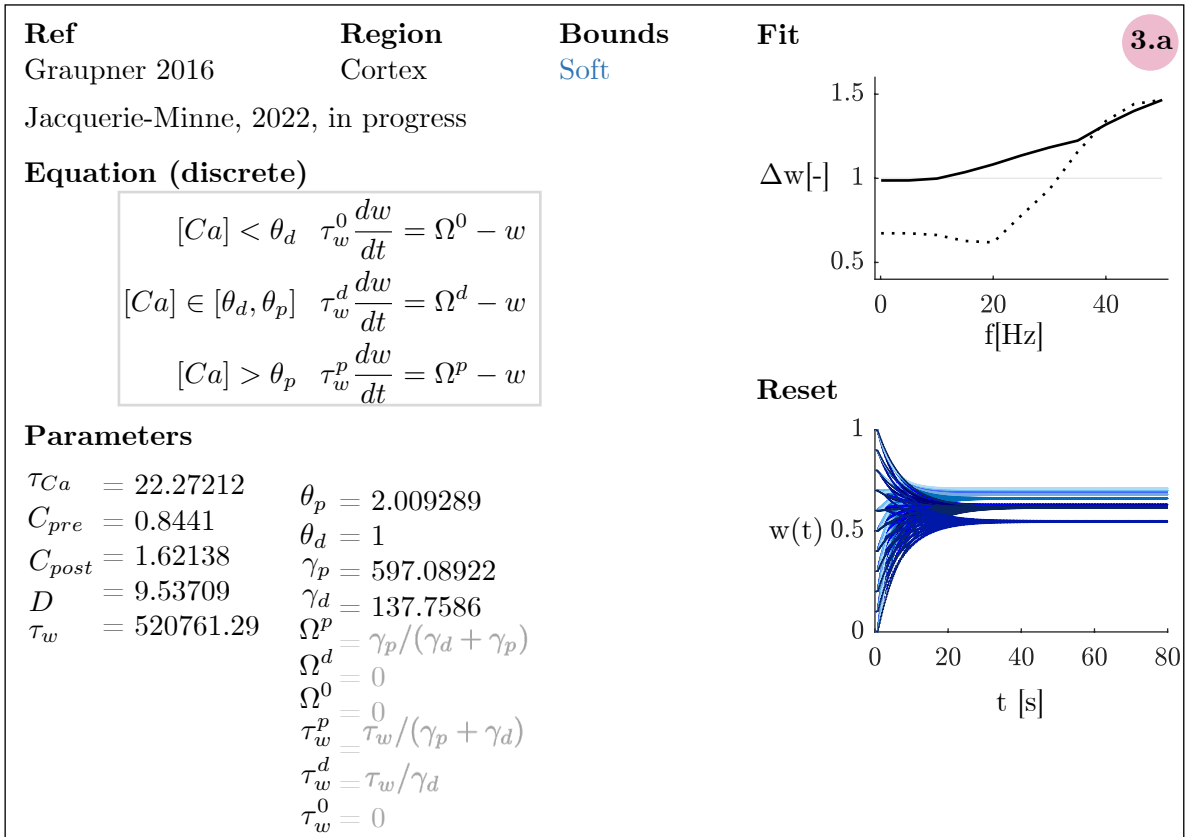 Ref Region Bounds
Graupner 2016 Cortex Soft
Jacquerie-Minne, 2022, in progress
Equation (discrete)
[Ca] < θ_d τ_w^0 dw/dt = Ω^0 − w
[Ca] ∈ [θ_d, θ_p] τ_w^d dw/dt = Ω^d − w
[Ca] > θ_p τ_w^p dw/dt = Ω^p − w
Parameters
τ_Ca = 22.27212
C_pre = 0.8441
C_post = 1.62138
D = 9.53709
τ_w = 520761.29
θ_p = 2.009289
θ_d = 1
γ_p = 597.08922
γ_d = 137.7586
Ω^p = γ_p/(γ_d + γ_p)
Ω^d = 0
Ω^0 = 0
τ_w^p = τ_w/(γ_p + γ_d)
τ_w^d = τ_w/γ_d
τ_w^0 = 0
Fit
3.a
1.5
Δw[-] 1
0.5
0 20 40
f[Hz]
Reset
1
w(t) 0.5
0
0 20 40 60 80
t [s]